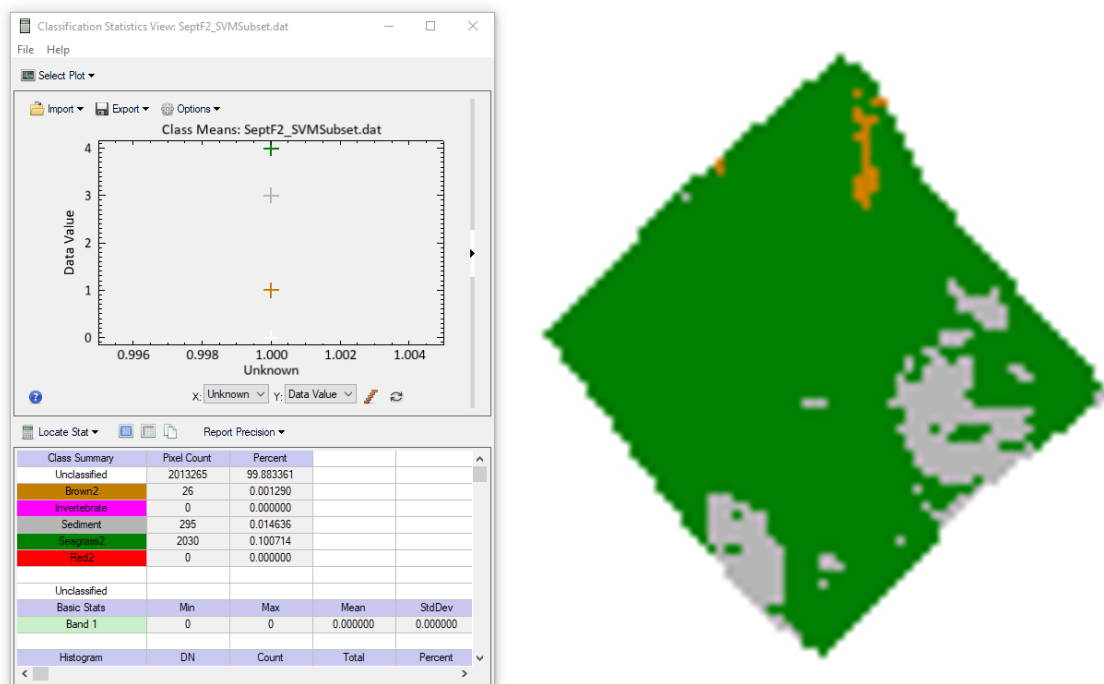 Classification Statistics View: SeptF2_SVMSubset.dat
File Help
Select Plot
Import Export Options
Class Means: SeptF2_SVMSubset.dat
4
3
2
1
0
Data Value
0.996 0.998 1.000 1.002 1.004
Unknown
X: Unknown Y: Data Value
Locate Stat Report Precision
Class Summary Pixel Count Percent
Unclassified 2013265 99.883361
Brown2 26 0.001290
Invertebrate 0 0.000000
Sediment 295 0.014636
Seagrass2 2030 0.100714
Red2 0 0.000000
Unclassified
Basic Stats Min Max Mean StdDev
Band 1 0 0 0.000000 0.000000
Histogram DN Count Total Percent